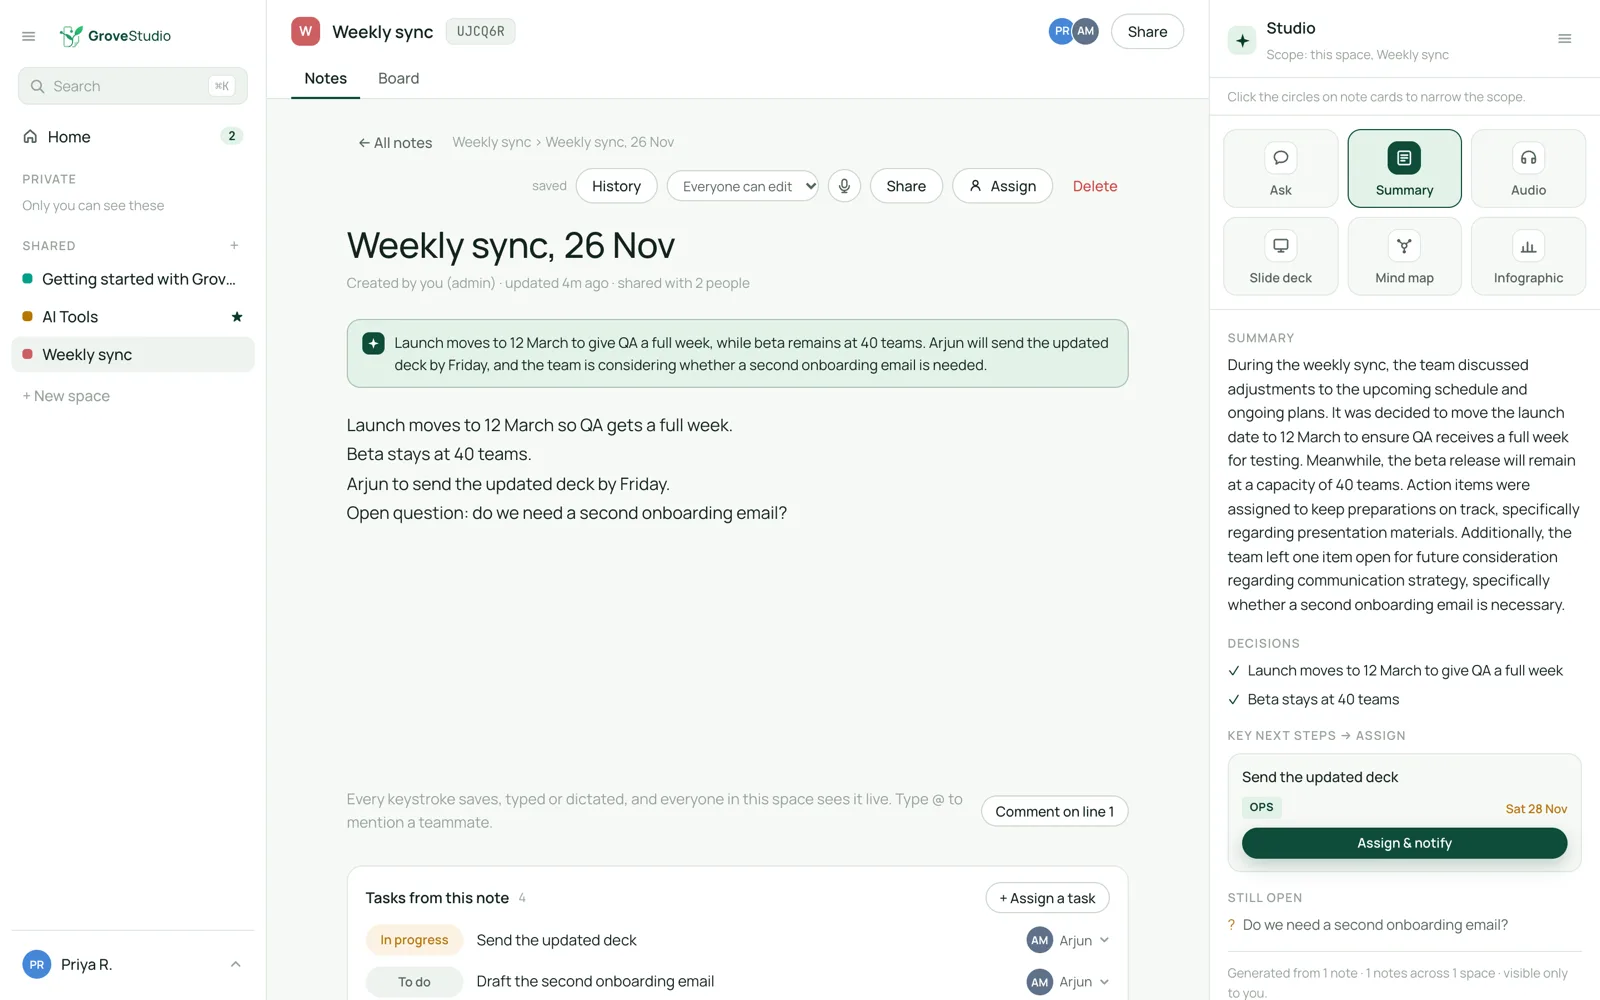 GroveStudio
Search ⌘K
Home 2
PRIVATE
Only you can see these
SHARED +
Getting started with Grov...
AI Tools
Weekly sync
+ New space
PR Priya R.
W Weekly sync UJCQ6R
PR AM Share
Notes Board
← All notes Weekly sync › Weekly sync, 26 Nov
saved History Everyone can edit Share Assign Delete
Weekly sync, 26 Nov
Created by you (admin) · updated 4m ago · shared with 2 people
Launch moves to 12 March to give QA a full week, while beta remains at 40 teams. Arjun will send the updated
deck by Friday, and the team is considering whether a second onboarding email is needed.
Launch moves to 12 March so QA gets a full week.
Beta stays at 40 teams.
Arjun to send the updated deck by Friday.
Open question: do we need a second onboarding email?
Every keystroke saves, typed or dictated, and everyone in this space sees it live. Type @ to
mention a teammate.
Comment on line 1
Tasks from this note 4
+ Assign a task
In progress Send the updated deck AM Arjun
To do Draft the second onboarding email AM Arjun
Studio
Scope: this space, Weekly sync
Click the circles on note cards to narrow the scope.
Ask Summary Audio
Slide deck Mind map Infographic
SUMMARY
During the weekly sync, the team discussed
adjustments to the upcoming schedule and
ongoing plans. It was decided to move the launch
date to 12 March to ensure QA receives a full week
for testing. Meanwhile, the beta release will remain
at a capacity of 40 teams. Action items were
assigned to keep preparations on track, specifically
regarding presentation materials. Additionally, the
team left one item open for future consideration
regarding communication strategy, specifically
whether a second onboarding email is necessary.
DECISIONS
✓ Launch moves to 12 March to give QA a full week
✓ Beta stays at 40 teams
KEY NEXT STEPS → ASSIGN
Send the updated deck
OPS Sat 28 Nov
Assign & notify
STILL OPEN
? Do we need a second onboarding email?
Generated from 1 note · 1 notes across 1 space · visible only
to you.